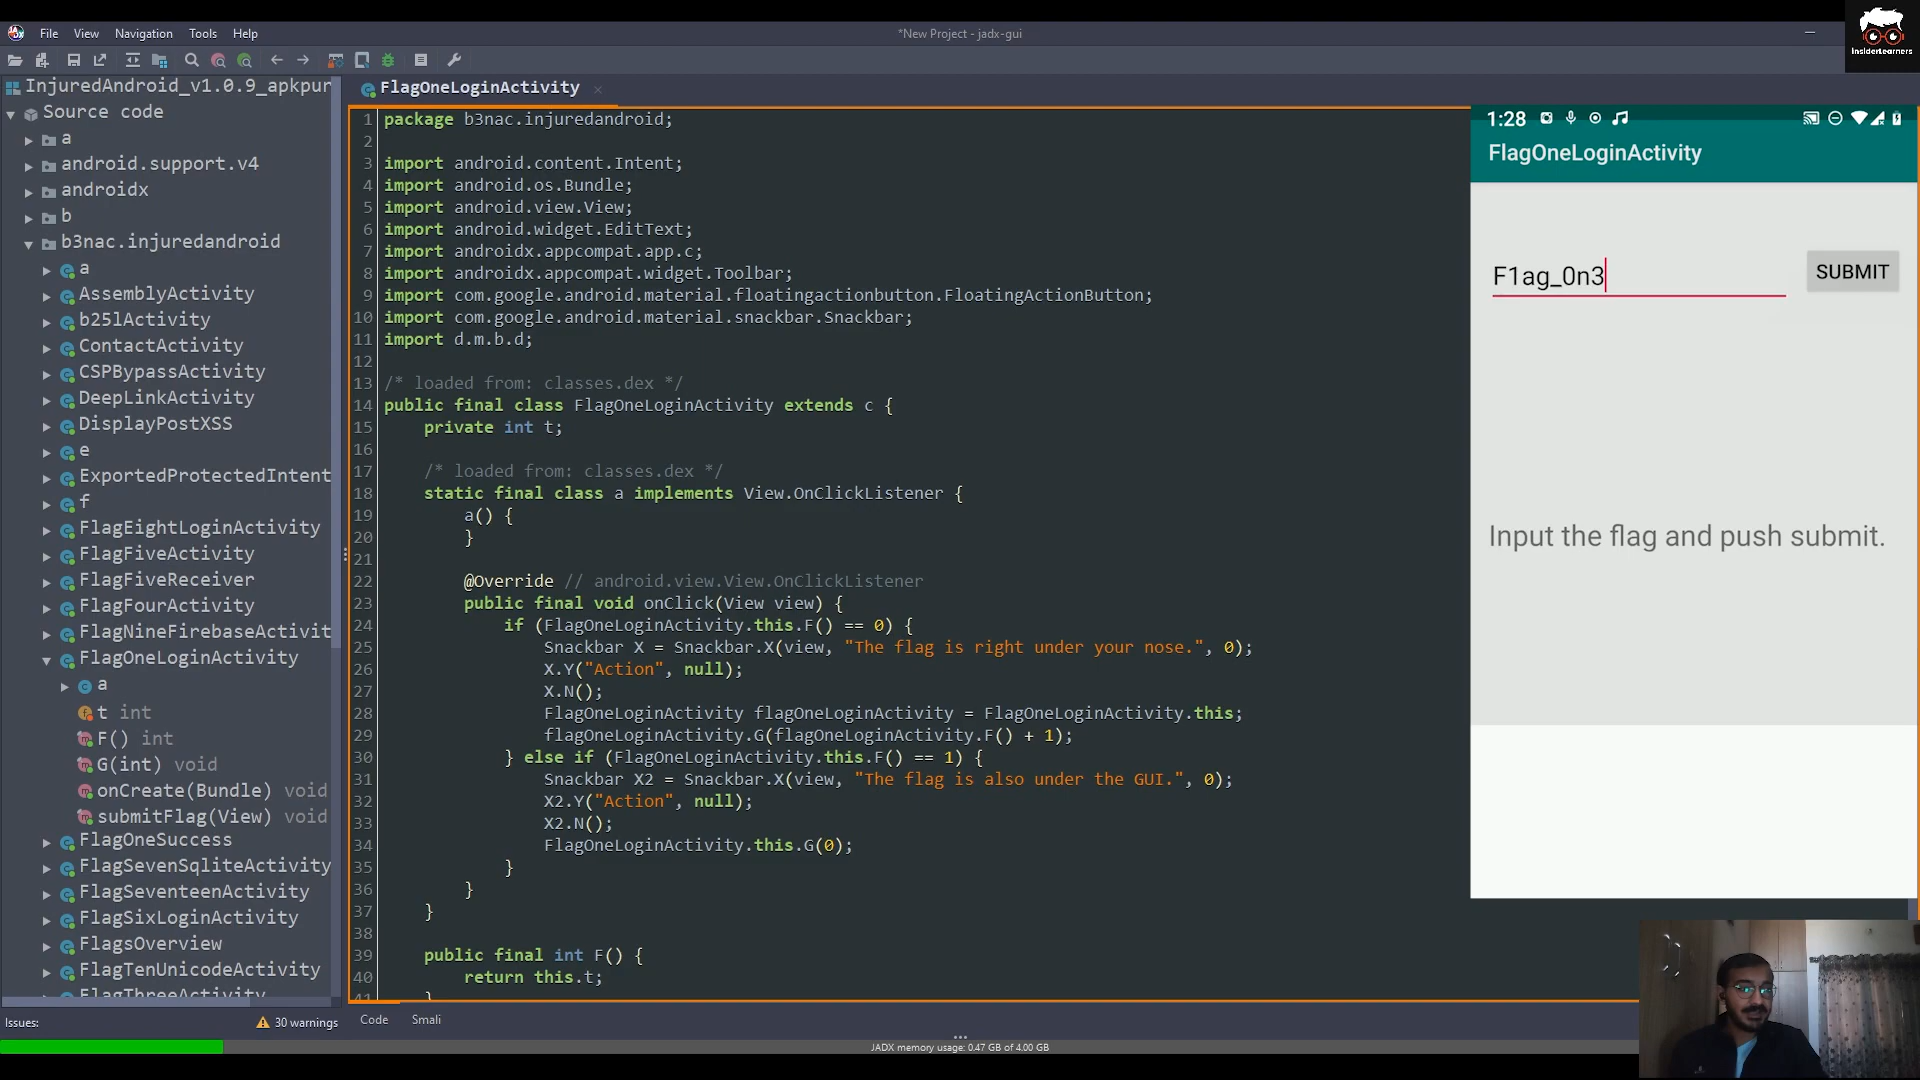 File View Navigation Tools Help
*New Project - jadx-gui
InsiderLearners
InjuredAndroid_v1.0.9_apkpur
Source code
a
android.support.v4
androidx
b
b3nac.injuredandroid
a
AssemblyActivity
b25lActivity
ContactActivity
CSPBypassActivity
DeepLinkActivity
DisplayPostXSS
e
ExportedProtectedIntent
f
FlagEightLoginActivity
FlagFiveActivity
FlagFiveReceiver
FlagFourActivity
FlagNineFirebaseActivit
FlagOneLoginActivity
a
t int
F() int
G(int) void
onCreate(Bundle) void
submitFlag(View) void
FlagOneSuccess
FlagSevenSqliteActivity
FlagSeventeenActivity
FlagSixLoginActivity
FlagsOverview
FlagTenUnicodeActivity
FlagThreeActivity
Issues: 30 warnings
FlagOneLoginActivity
1 package b3nac.injuredandroid;
2
3 import android.content.Intent;
4 import android.os.Bundle;
5 import android.view.View;
6 import android.widget.EditText;
7 import androidx.appcompat.app.c;
8 import androidx.appcompat.widget.Toolbar;
9 import com.google.android.material.floatingactionbutton.FloatingActionButton;
10 import com.google.android.material.snackbar.Snackbar;
11 import d.m.b.d;
12
13 /* loaded from: classes.dex */
14 public final class FlagOneLoginActivity extends c {
15 private int t;
16
17 /* loaded from: classes.dex */
18 static final class a implements View.OnClickListener {
19 a() {
20 }
21
22 @Override // android.view.View.OnClickListener
23 public final void onClick(View view) {
24 if (FlagOneLoginActivity.this.F() == 0) {
25 Snackbar X = Snackbar.X(view, "The flag is right under your nose.", 0);
26 X.Y("Action", null);
27 X.N();
28 FlagOneLoginActivity flagOneLoginActivity = FlagOneLoginActivity.this;
29 flagOneLoginActivity.G(flagOneLoginActivity.F() + 1);
30 } else if (FlagOneLoginActivity.this.F() == 1) {
31 Snackbar X2 = Snackbar.X(view, "The flag is also under the GUI.", 0);
32 X2.Y("Action", null);
33 X2.N();
34 FlagOneLoginActivity.this.G(0);
35 }
36 }
37 }
38
39 public final int F() {
40 return this.t;
41 }
Code Smali
JADX memory usage: 0.47 GB of 4.00 GB
1:28
FlagOneLoginActivity
F1ag_0n3
SUBMIT
Input the flag and push submit.